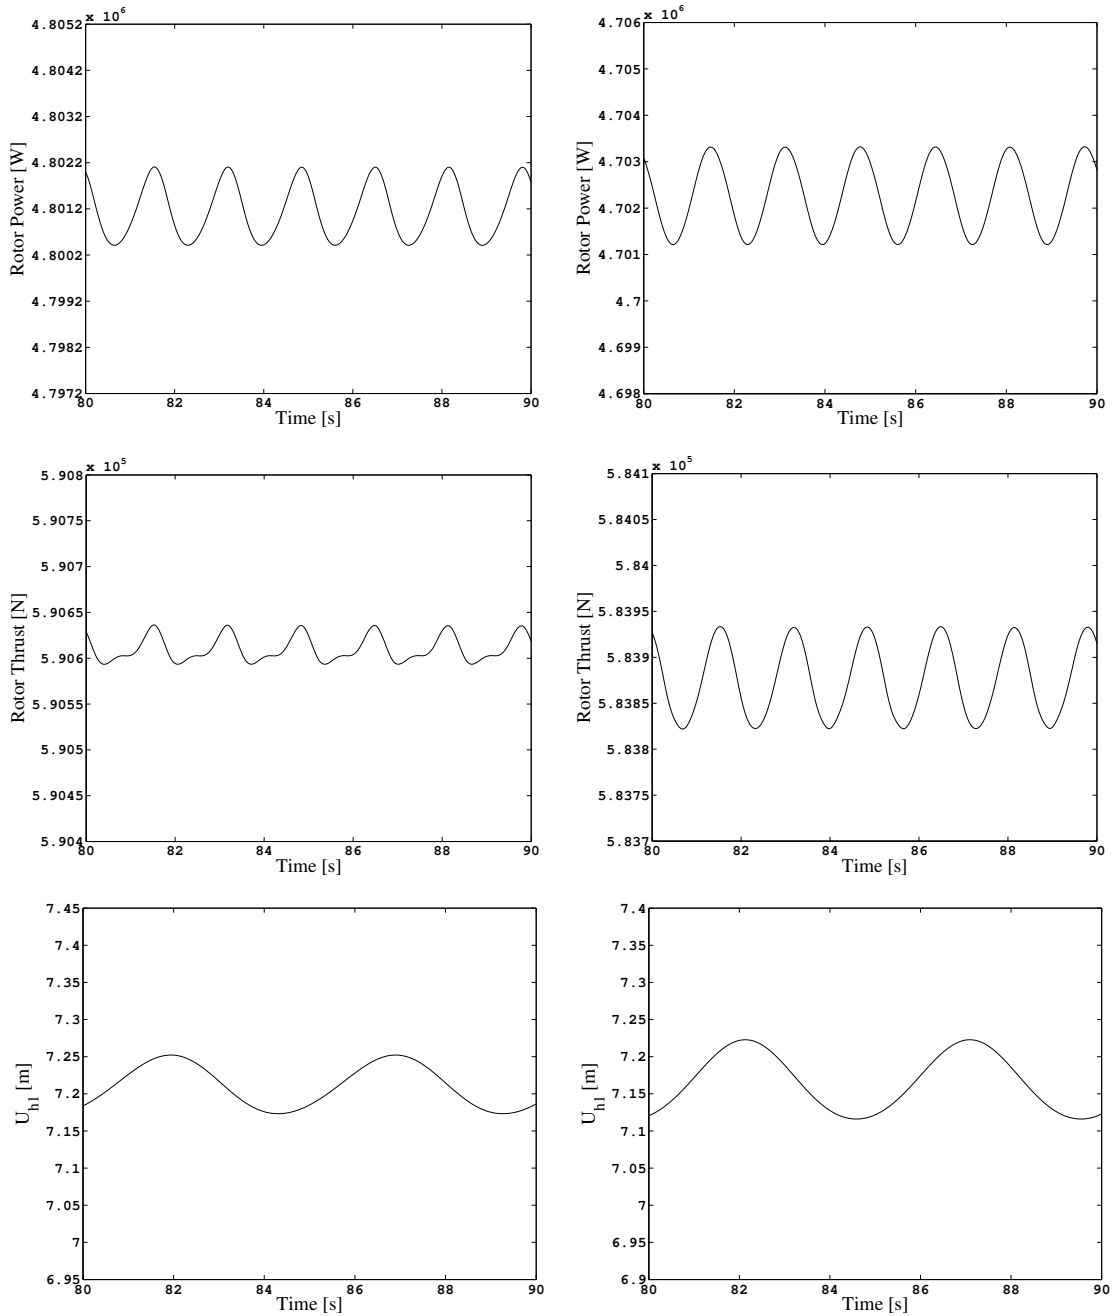 x 10^6
4.8052
4.8042
4.8032
4.8022
4.8012
4.8002
4.7992
4.7982
4.7972
Rotor Power [W]
80 82 84 86 88 90
Time [s]
x 10^6
4.706
4.705
4.704
4.703
4.702
4.701
4.7
4.699
4.698
Rotor Power [W]
80 82 84 86 88 90
Time [s]
x 10^5
5.908
5.9075
5.907
5.9065
5.906
5.9055
5.905
5.9045
5.904
Rotor Thrust [N]
80 82 84 86 88 90
Time [s]
x 10^5
5.841
5.8405
5.84
5.8395
5.839
5.8385
5.838
5.8375
5.837
Rotor Thrust [N]
80 82 84 86 88 90
Time [s]
7.45
7.4
7.35
7.3
7.25
7.2
7.15
7.1
7.05
7
6.95
U_h1 [m]
80 82 84 86 88 90
Time [s]
7.4
7.35
7.3
7.25
7.2
7.15
7.1
7.05
7
6.95
6.9
U_h1 [m]
80 82 84 86 88 90
Time [s]